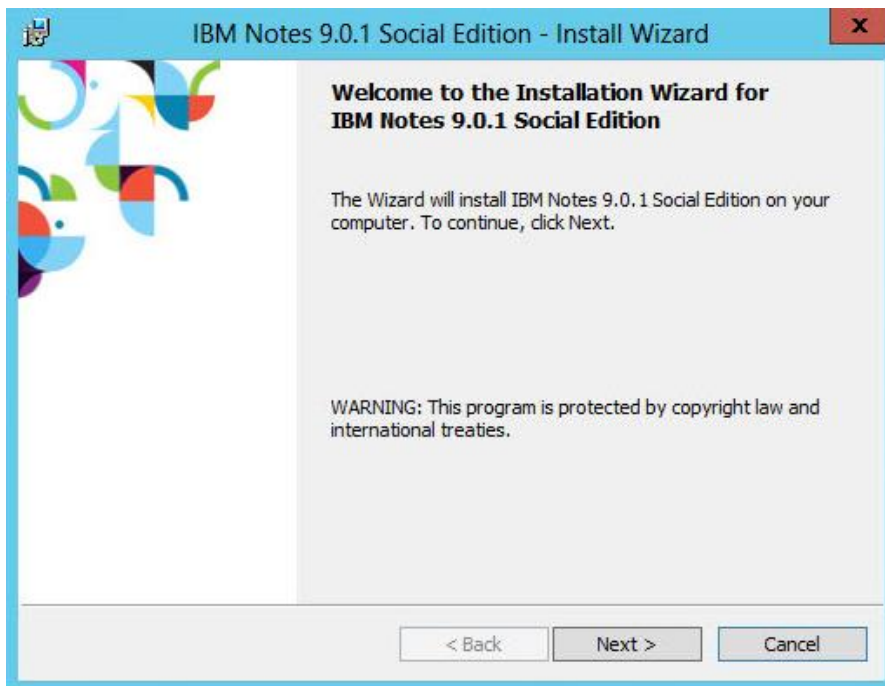 IBM Notes 9.0.1 Social Edition - Install Wizard
x
Welcome to the Installation Wizard for
IBM Notes 9.0.1 Social Edition
The Wizard will install IBM Notes 9.0.1 Social Edition on your
computer. To continue, click Next.
WARNING: This program is protected by copyright law and
international treaties.
< Back
Next >
Cancel